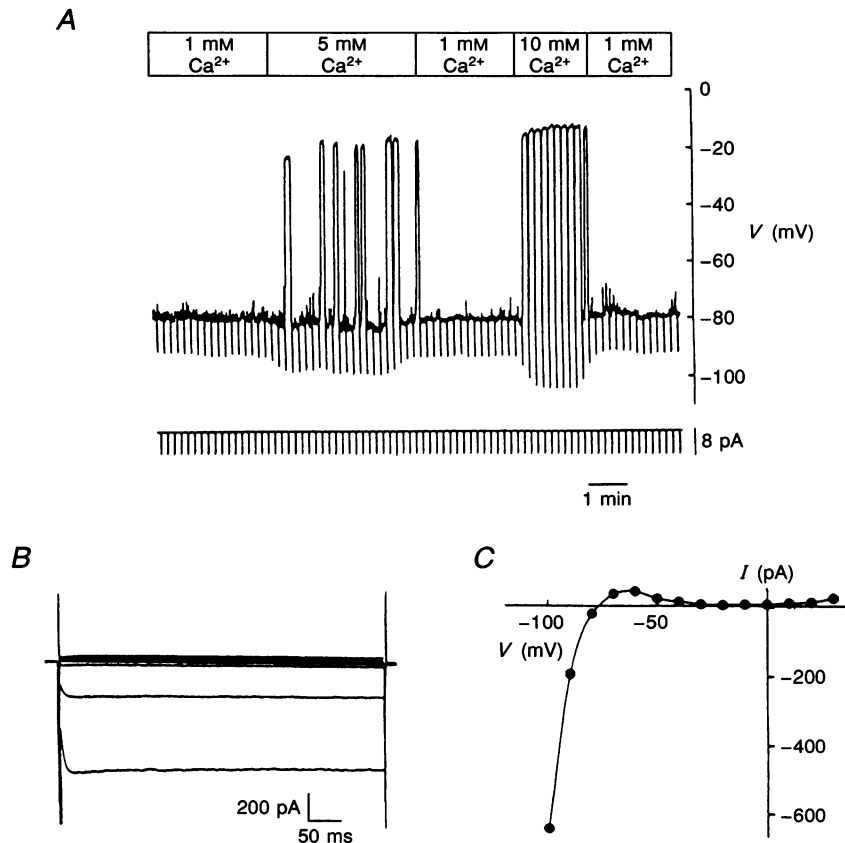 A
1 mM 5 mM 1 mM 10 mM 1 mM
Ca²⁺ Ca²⁺ Ca²⁺ Ca²⁺ Ca²⁺
0
−20
−40
V (mV)
−60
−80
−100
8 pA
1 min
B
200 pA
50 ms
C
I (pA)
−100 −50
V (mV)
−200
−400
−600